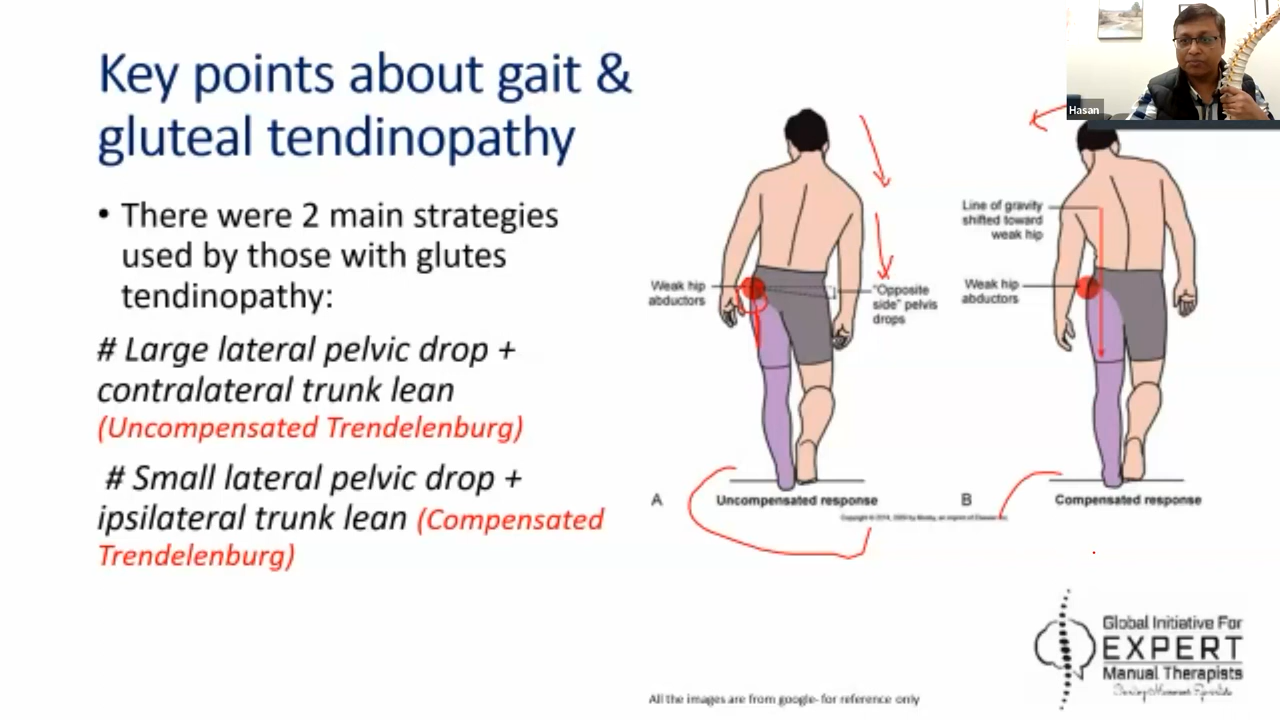 Key points about gait &
gluteal tendinopathy
• There were 2 main strategies
used by those with glutes
tendinopathy:
# Large lateral pelvic drop +
contralateral trunk lean
(Uncompensated Trendelenburg)
# Small lateral pelvic drop +
ipsilateral trunk lean (Compensated
Trendelenburg)
Weak hip
abductors
"Opposite
side" pelvis
drops
A
Uncompensated response
Line of gravity
shifted toward
weak hip
Weak hip
abductors
B
Compensated response
Hasan
Global Initiative For
EXPERT
Manual Therapists
All the images are from google- for reference only